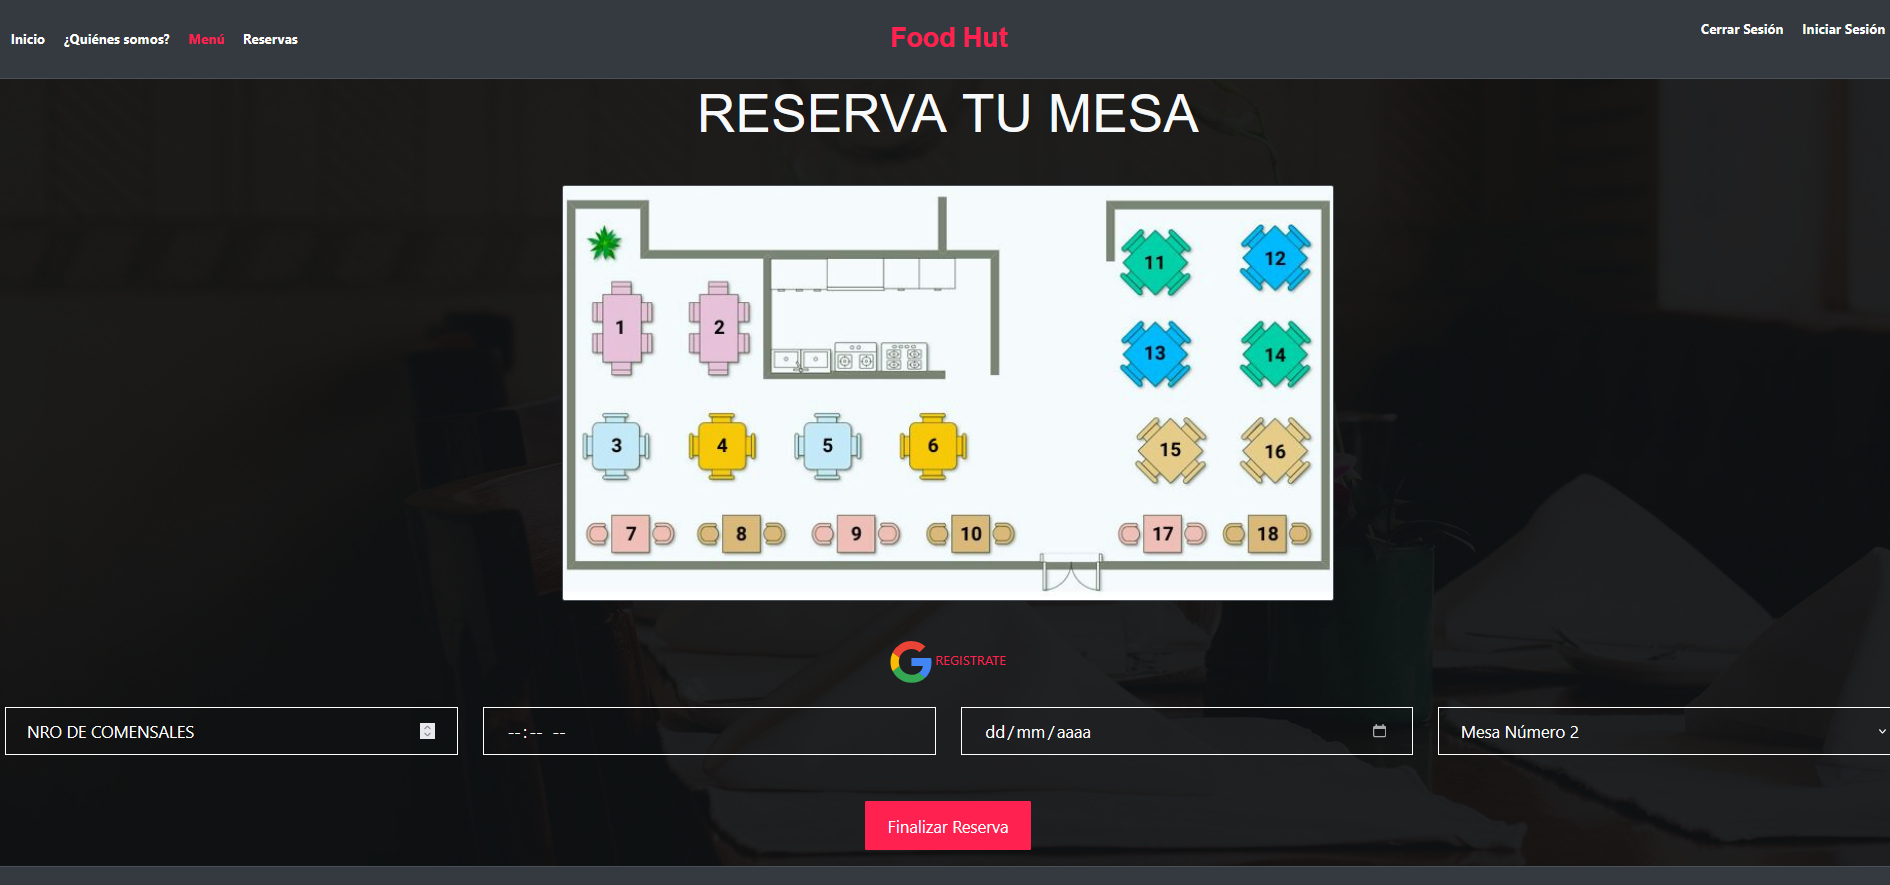 Inicio ¿Quiénes somos? Menú Reservas Food Hut Cerrar Sesión Iniciar Sesión
RESERVA TU MESA
11 12
1 2
13 14
3 4 5 6 15 16
7 8 9 10 17 18
REGISTRATE
NRO DE COMENSALES --:-- -- dd/mm/aaaa Mesa Número 2
Finalizar Reserva